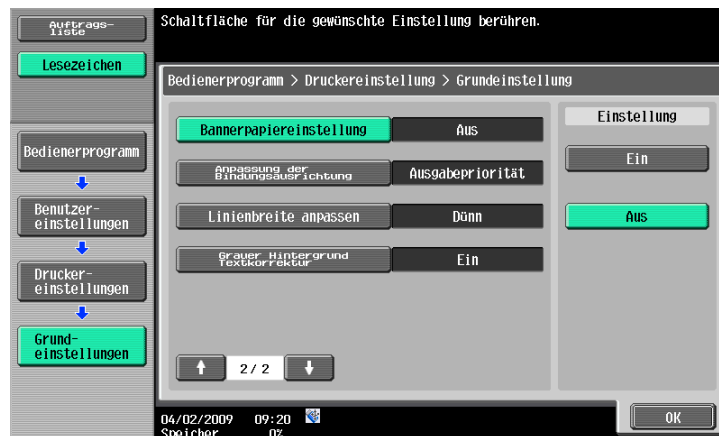 Auftrags-
liste
Lesezeichen
Bedienerprogramm
Benutzer-
einstellungen
Drucker-
einstellungen
Grund-
einstellungen
Schaltfläche für die gewünschte Einstellung berühren.
Bedienerprogramm > Druckereinstellung > Grundeinstellung
Bannerpapiereinstellung Aus
Anpassung der
Bindungsausrichtung Ausgabepriorität
Linienbreite anpassen Dünn
Grauer Hintergrund
Textkorrektur Ein
2/ 2
Einstellung
Ein
Aus
04/02/2009 09:20
Speicher 0%
OK